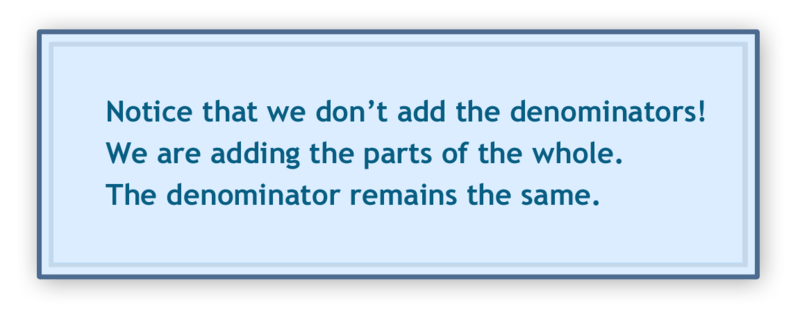 Notice that we don’t add the denominators!
We are adding the parts of the whole.
The denominator remains the same.